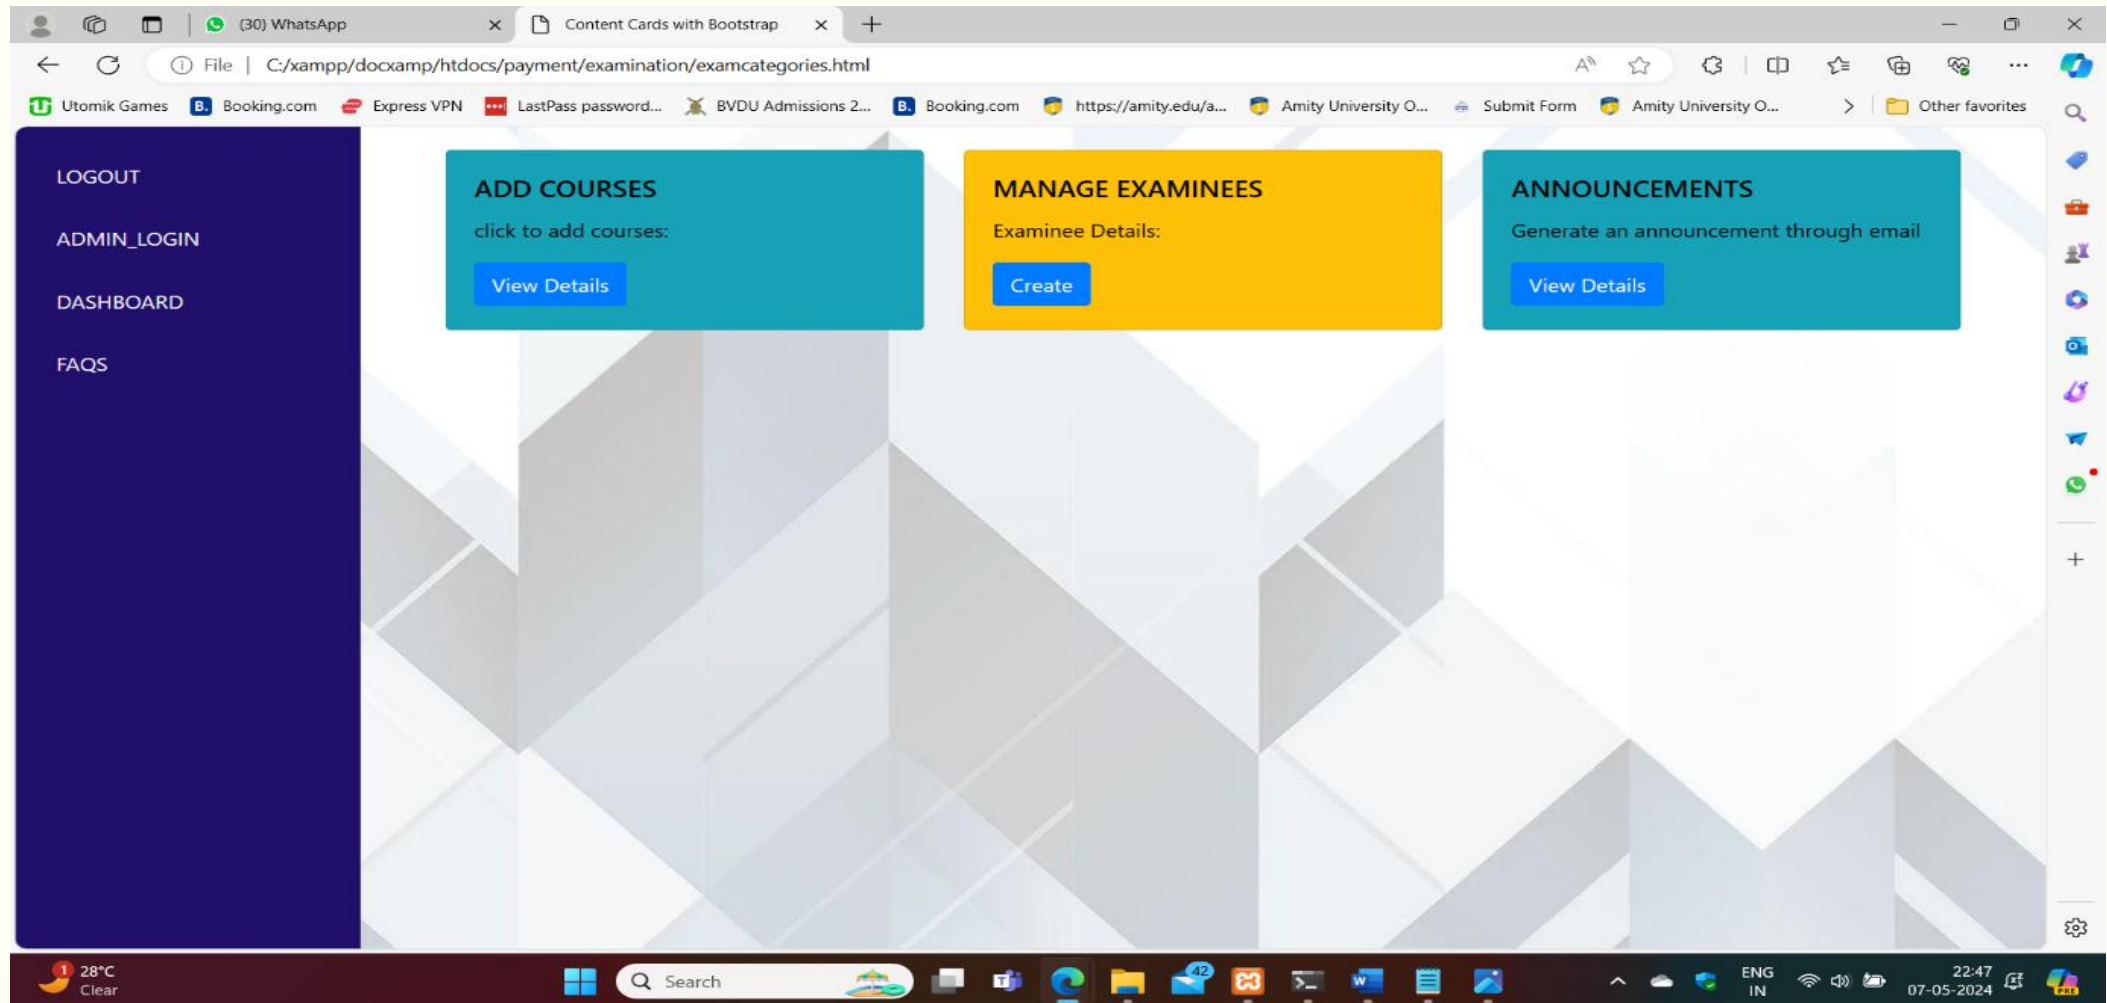 (30) WhatsApp
Content Cards with Bootstrap
File | C:/xampp/docxamp/htdocs/payment/examination/examcategories.html
Utomik Games
Booking.com
Express VPN
LastPass password...
BVDU Admissions 2...
Booking.com
https://amity.edu/a...
Amity University O...
Submit Form
Amity University O...
Other favorites
LOGOUT
ADMIN_LOGIN
DASHBOARD
FAQS
ADD COURSES
click to add courses:
View Details
MANAGE EXAMINEES
Examinee Details:
Create
ANNOUNCEMENTS
Generate an announcement through email
View Details
1
28°C
Clear
Search
42
ENG
IN
22:47
07-05-2024
PRE